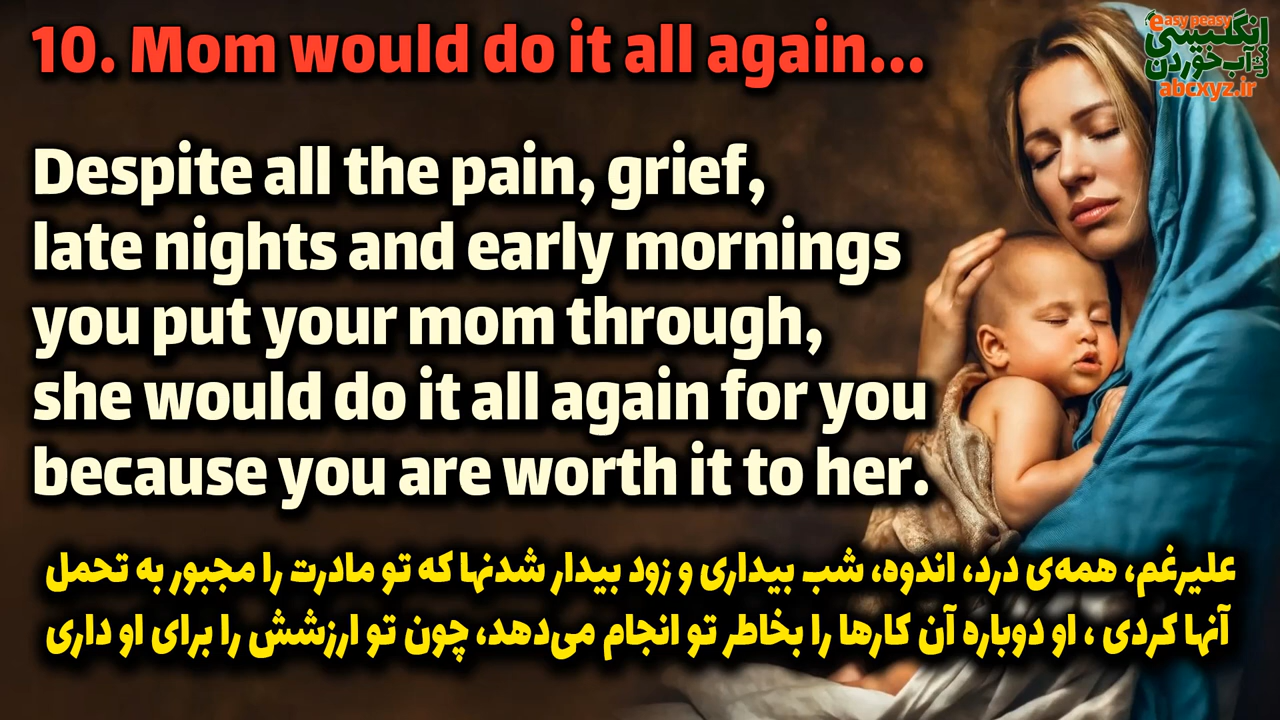 10. Mom would do it all again...
easy peasy
انگلیسی
آب خوردن
abcxyz.ir
Despite all the pain, grief,
late nights and early mornings
you put your mom through,
she would do it all again for you
because you are worth it to her.
علیرغم، همه‌ی درد، اندوه، شب بیداری و زود بیدار شدنها که تو مادرت را مجبور به تحمل
آنها کردی ، او دوباره آن کارها را بخاطر تو انجام می‌دهد، چون تو ارزشش را برای او داری